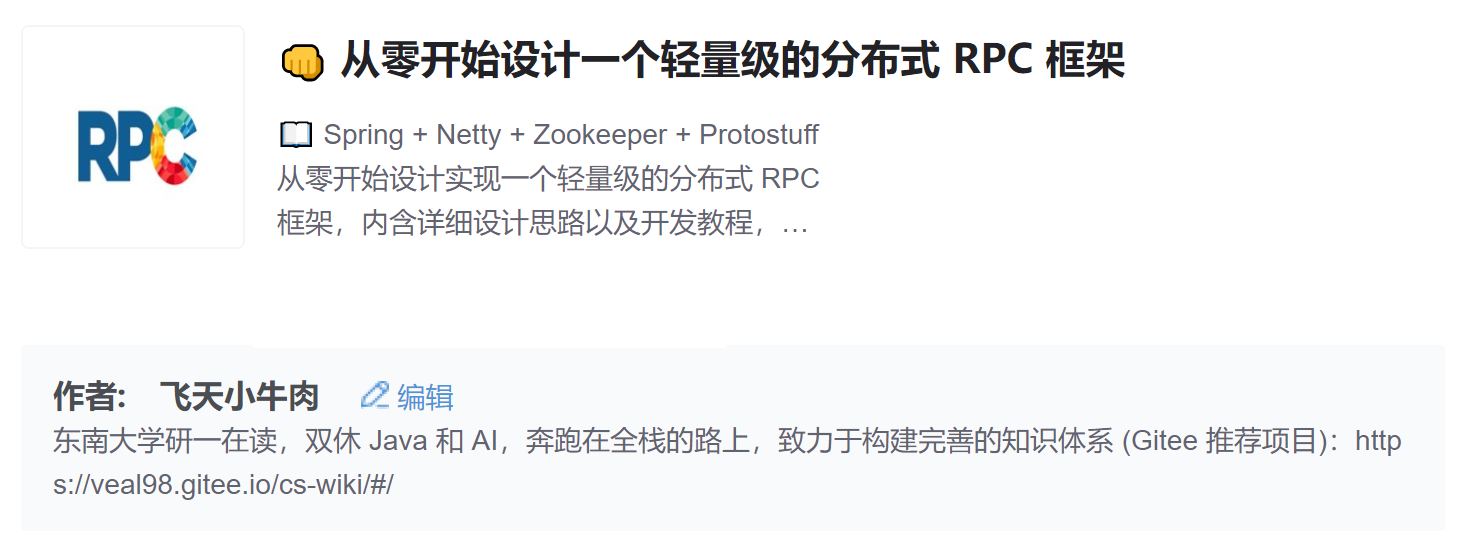 RPC
👊 从零开始设计一个轻量级的分布式 RPC 框架
📖 Spring + Netty + Zookeeper + Protostuff
从零开始设计实现一个轻量级的分布式 RPC
框架，内含详细设计思路以及开发教程，…
作者: 飞天小牛肉 编辑
东南大学研一在读，双休 Java 和 AI，奔跑在全栈的路上，致力于构建完善的知识体系 (Gitee 推荐项目)：http
s://veal98.gitee.io/cs-wiki/#/